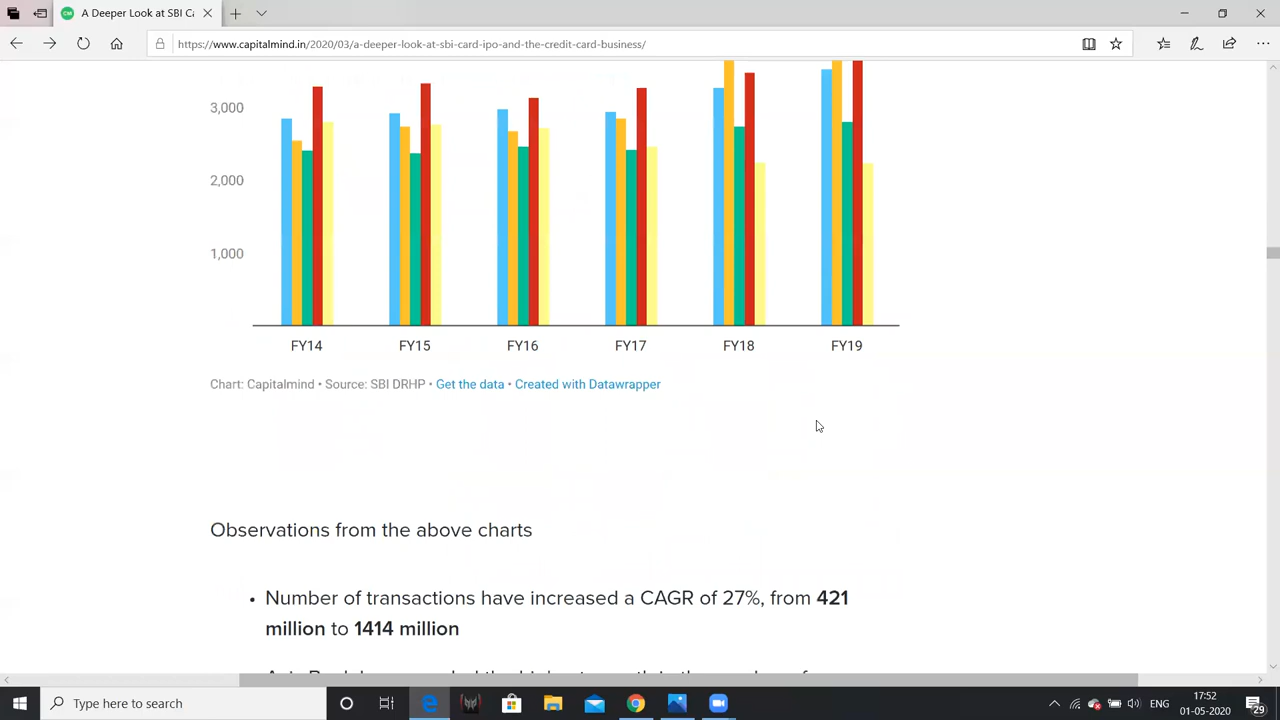 A Deeper Look at SBI Ca
https://www.capitalmind.in/2020/03/a-deeper-look-at-sbi-card-ipo-and-the-credit-card-business/
3,000
2,000
1,000
FY14 FY15 FY16 FY17 FY18 FY19
Chart: Capitalmind • Source: SBI DRHP • Get the data • Created with Datawrapper
Observations from the above charts
• Number of transactions have increased a CAGR of 27%, from 421
million to 1414 million
Type here to search
ENG
17:52
01-05-2020
29